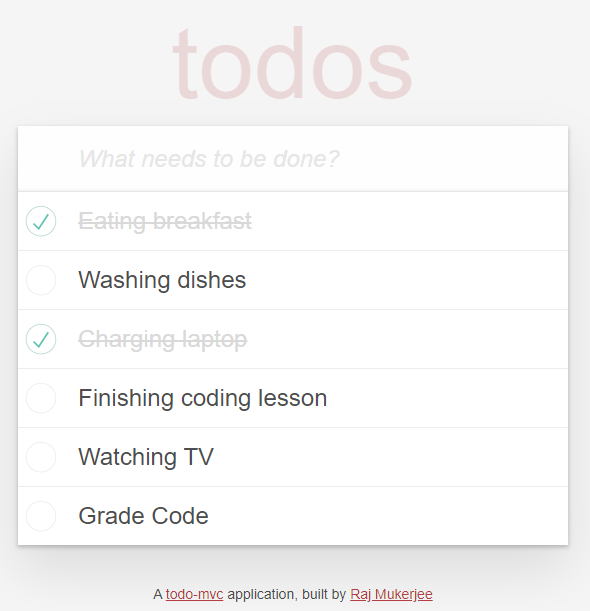 todos
What needs to be done?
Eating breakfast
Washing dishes
Charging laptop
Finishing coding lesson
Watching TV
Grade Code
A todo-mvc application, built by Raj Mukerjee